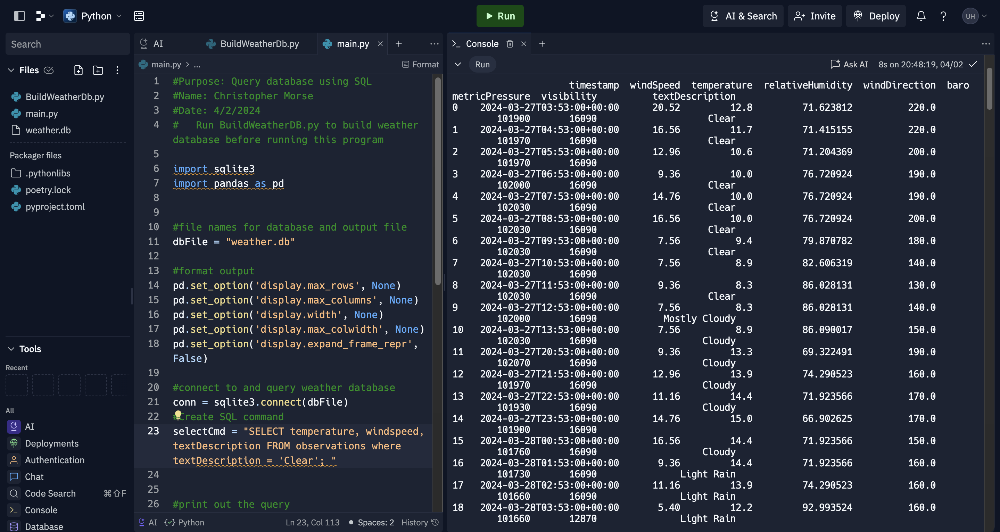 Python
Run
AI & Search
Invite
Deploy
UH
Search
Files
BuildWeatherDb.py
main.py
weather.db
Packager files
.pythonlibs
poetry.lock
pyproject.toml
Tools
Recent
All
AI
Deployments
Authentication
Chat
Code Search ⌘⇧F
Console
Database
AI
BuildWeatherDb.py
main.py
main.py > ...
Format
1 #Purpose: Query database using SQL
2 #Name: Christopher Morse
3 #Date: 4/2/2024
4 #   Run BuildWeatherDB.py to build weather
database before running this program
5
6 import sqlite3
7 import pandas as pd
8
9
10 #file names for database and output file
11 dbFile = "weather.db"
12
13 #format output
14 pd.set_option('display.max_rows', None)
15 pd.set_option('display.max_columns', None)
16 pd.set_option('display.width', None)
17 pd.set_option('display.max_colwidth', None)
18 pd.set_option('display.expand_frame_repr',
False)
19
20 #connect to and query weather database
21 conn = sqlite3.connect(dbFile)
22 #Create SQL command
23 selectCmd = "SELECT temperature, windspeed,
textDescription FROM observations where
textDescription = 'Clear'; "
24
25
26 #print out the query
AI
Python
Ln 23, Col 113
Spaces: 2
History
Console
Run
Ask AI
8s on 20:48:19, 04/02
timestamp windSpeed temperature relativeHumidity windDirection baro
metricPressure visibility textDescription
0 2024-03-27T03:53:00+00:00 20.52 12.8 71.623812 220.0
101900 16090 Clear
1 2024-03-27T04:53:00+00:00 16.56 11.7 71.415155 220.0
101970 16090 Clear
2 2024-03-27T05:53:00+00:00 12.96 10.6 71.204369 200.0
101970 16090
3 2024-03-27T06:53:00+00:00 9.36 10.0 76.720924 190.0
102000 16090 Clear
4 2024-03-27T07:53:00+00:00 14.76 10.0 76.720924 190.0
102030 16090 Clear
5 2024-03-27T08:53:00+00:00 16.56 10.0 76.720924 200.0
102030 16090 Clear
6 2024-03-27T09:53:00+00:00 7.56 9.4 79.870782 180.0
102030 16090 Clear
7 2024-03-27T10:53:00+00:00 7.56 8.9 82.606319 140.0
102030 16090
8 2024-03-27T11:53:00+00:00 9.36 8.3 86.028131 130.0
102030 16090 Clear
9 2024-03-27T12:53:00+00:00 7.56 8.3 86.028131 140.0
102000 16090 Mostly Cloudy
10 2024-03-27T13:53:00+00:00 7.56 8.9 86.090017 150.0
102030 16090 Cloudy
11 2024-03-27T20:53:00+00:00 9.36 13.3 69.322491 190.0
102070 16090 Cloudy
12 2024-03-27T21:53:00+00:00 12.96 13.9 74.290523 160.0
101970 16090 Cloudy
13 2024-03-27T22:53:00+00:00 11.16 14.4 71.923566 170.0
101930 16090 Cloudy
14 2024-03-27T23:53:00+00:00 14.76 15.0 66.902625 170.0
101900 16090
15 2024-03-28T00:53:00+00:00 16.56 14.4 71.923566 150.0
101760 16090 Cloudy
16 2024-03-28T01:53:00+00:00 9.36 14.4 71.923566 160.0
101730 16090 Light Rain
17 2024-03-28T02:53:00+00:00 11.16 13.9 74.290523 160.0
101660 16090 Light Rain
18 2024-03-28T03:53:00+00:00 5.40 12.2 92.993524 160.0
101660 12870 Light Rain